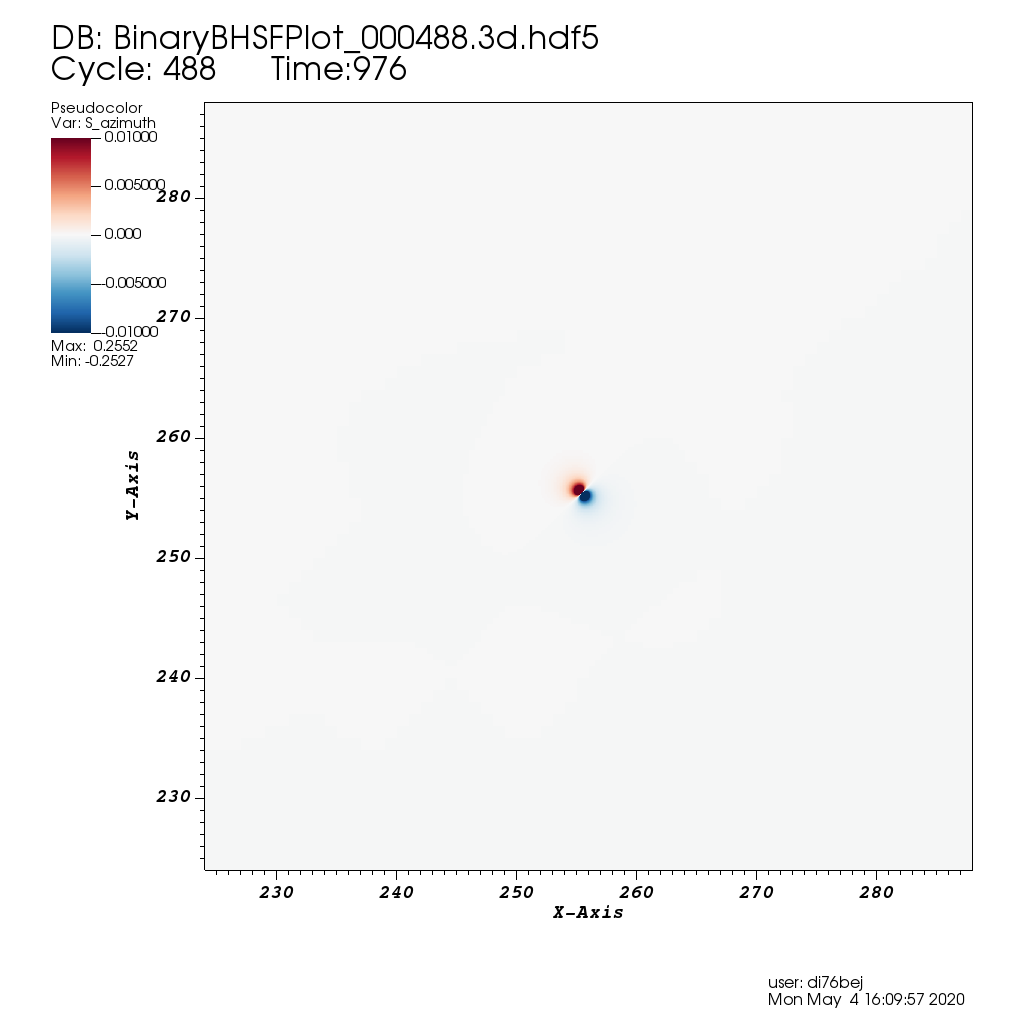 DB: BinaryBHSFPlot_000488.3d.hdf5
Cycle: 488 Time:976
Pseudocolor
Var: S_azimuth
0.01000
0.005000
0.000
-0.005000
-0.01000
Max: 0.2552
Min: -0.2527
280
270
260
250
240
230
Y-Axis
230 240 250 260 270 280
X-Axis
user: di76bej
Mon May 4 16:09:57 2020